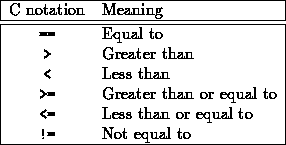 C notation Meaning
== Equal to
> Greater than
< Less than
>= Greater than or equal to
<= Less than or equal to
!= Not equal to